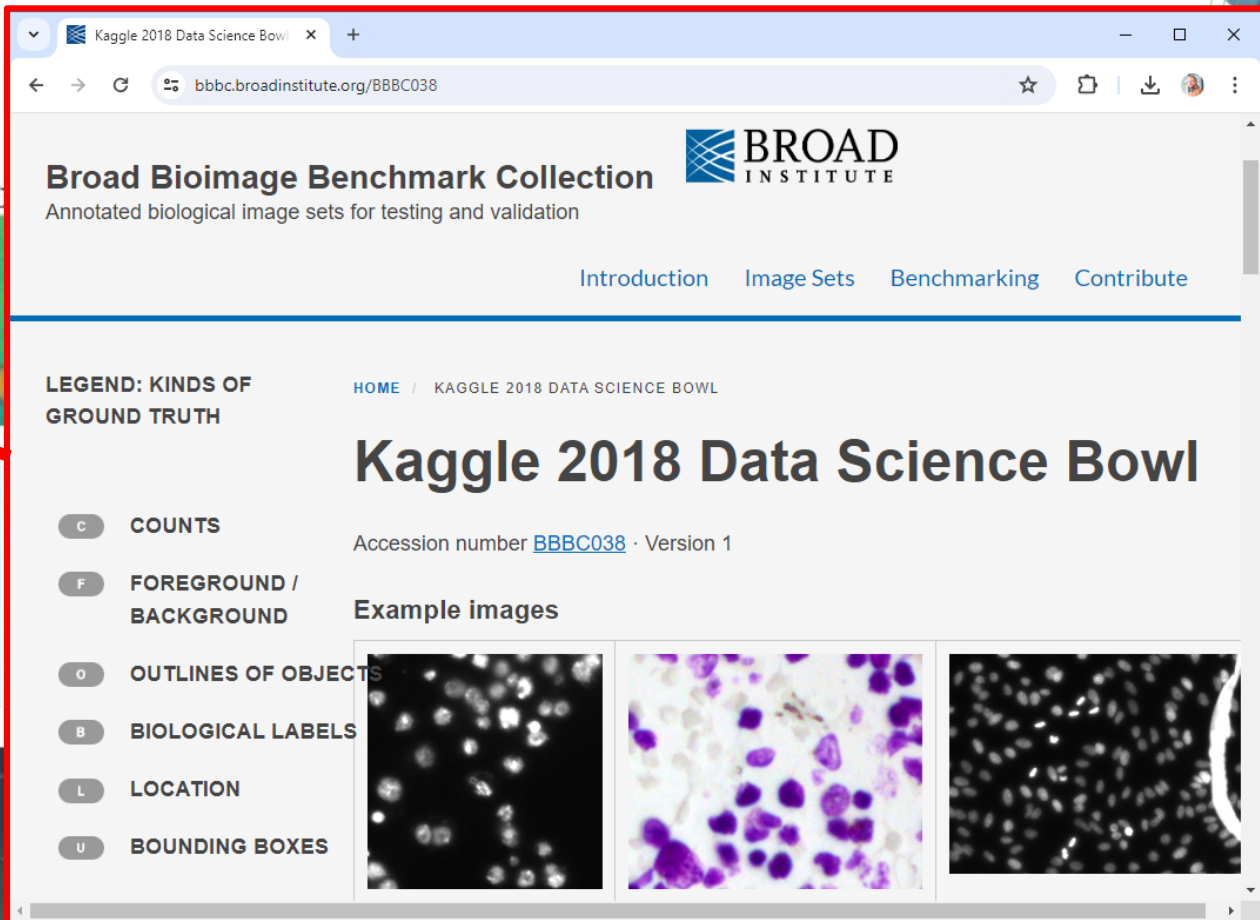 Kaggle 2018 Data Science Bowl
bbbc.broadinstitute.org/BBBC038
Broad Bioimage Benchmark Collection
Annotated biological image sets for testing and validation
BROAD
INSTITUTE
Introduction Image Sets Benchmarking Contribute
LEGEND: KINDS OF
GROUND TRUTH
C COUNTS
F FOREGROUND /
BACKGROUND
O OUTLINES OF OBJECTS
B BIOLOGICAL LABELS
L LOCATION
U BOUNDING BOXES
HOME / KAGGLE 2018 DATA SCIENCE BOWL
Kaggle 2018 Data Science Bowl
Accession number BBBC038 · Version 1
Example images